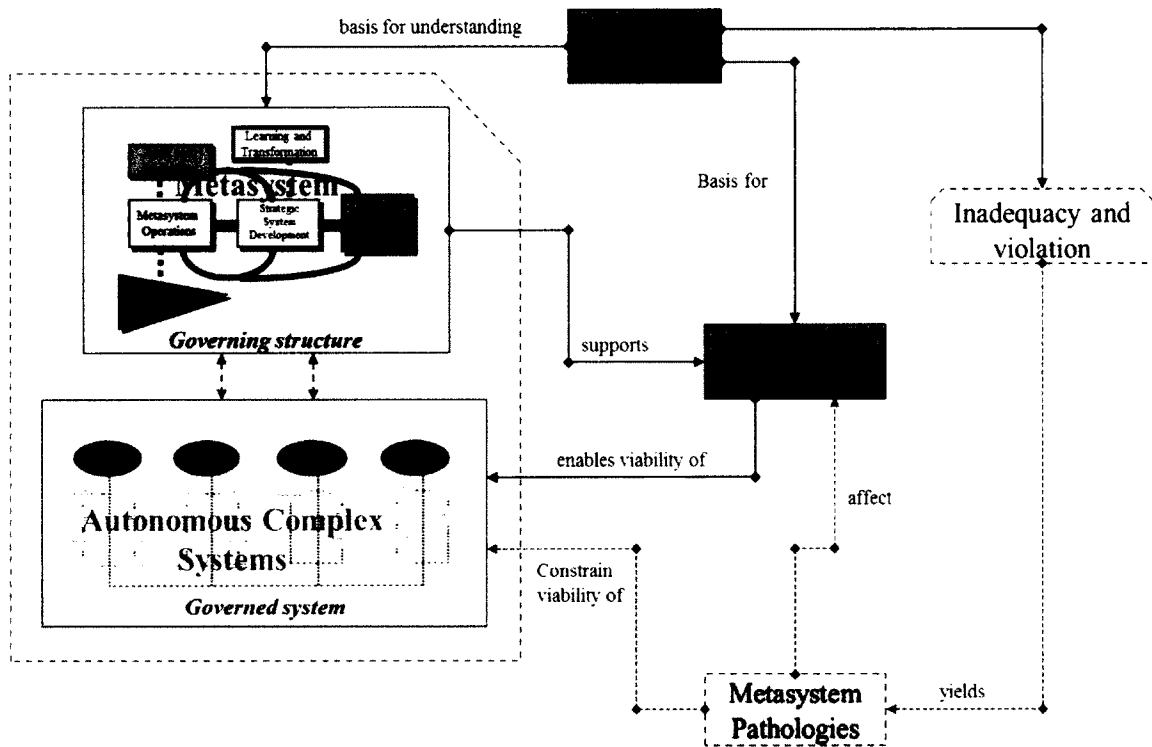 basis for understanding
Learning and
Transformation
Metasystem
Metasystem
Operations
Strategic
System
Development
Governing structure
Basis for
Inadequacy and
violation
supports
enables viability of
affect
Autonomous Complex
Systems
Governed system
Constrain
viability of
Metasystem
Pathologies
yields